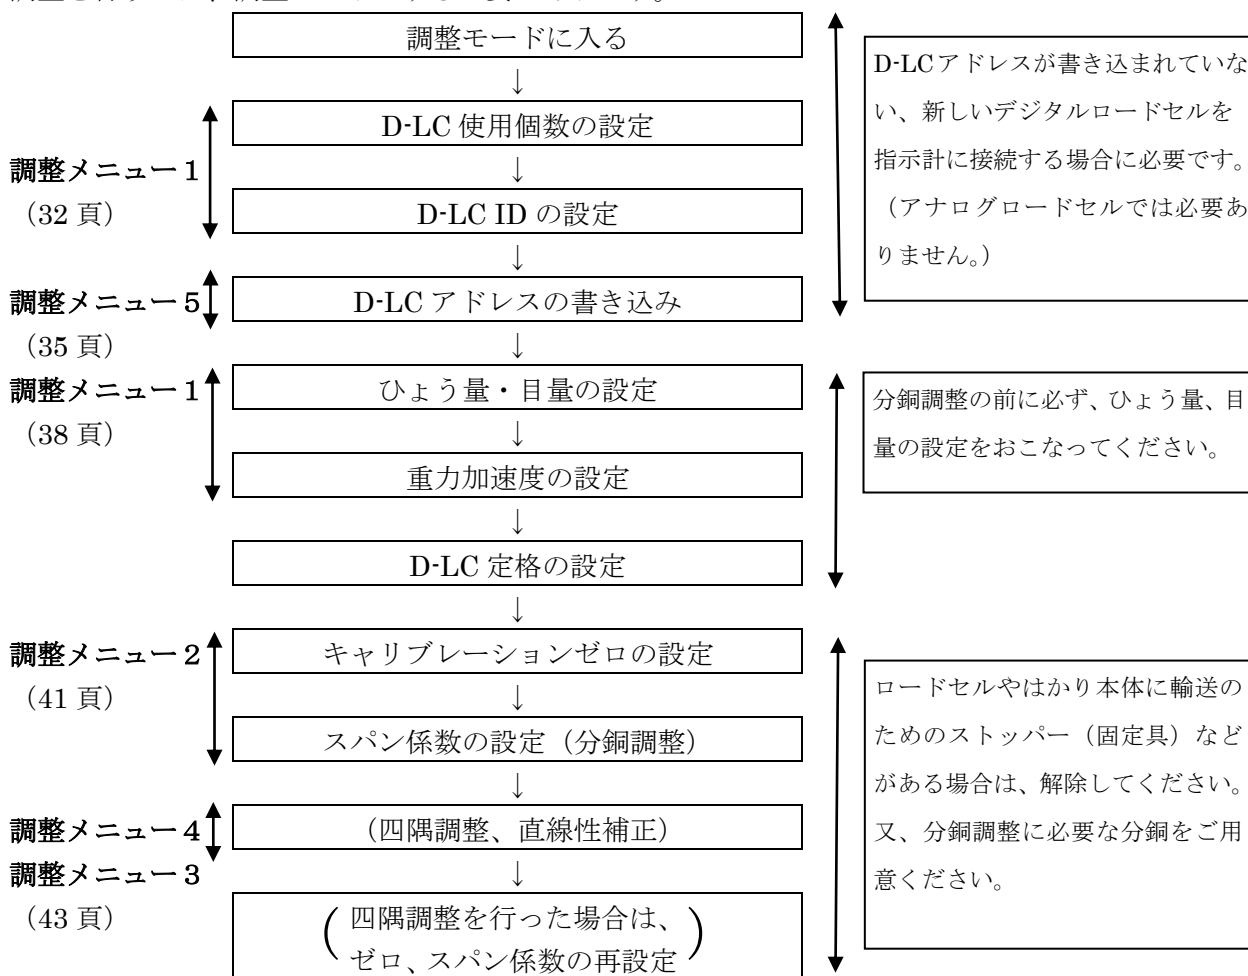 調整モードに入る
↓
D-LC 使用個数の設定
↓
D-LC ID の設定
↓
D-LC アドレスの書き込み
↓
ひょう量・目量の設定
↓
重力加速度の設定
↓
D-LC 定格の設定
↓
キャリブレーションゼロの設定
↓
スパン係数の設定（分銅調整）
↓
（四隅調整、直線性補正）
↓
（四隅調整を行った場合は、
ゼロ、スパン係数の再設定）
調整メニュー１
（32 頁）
調整メニュー５
（35 頁）
調整メニュー１
（38 頁）
調整メニュー２
（41 頁）
調整メニュー４
調整メニュー３
（43 頁）
D-LCアドレスが書き込まれていな
い、新しいデジタルロードセルを
指示計に接続する場合に必要です。
（アナログロードセルでは必要あ
りません。）
分銅調整の前に必ず、ひょう量、目
量の設定をおこなってください。
ロードセルやはかり本体に輸送の
ためのストッパー（固定具）など
がある場合は、解除してください。
又、分銅調整に必要な分銅をご用
意ください。